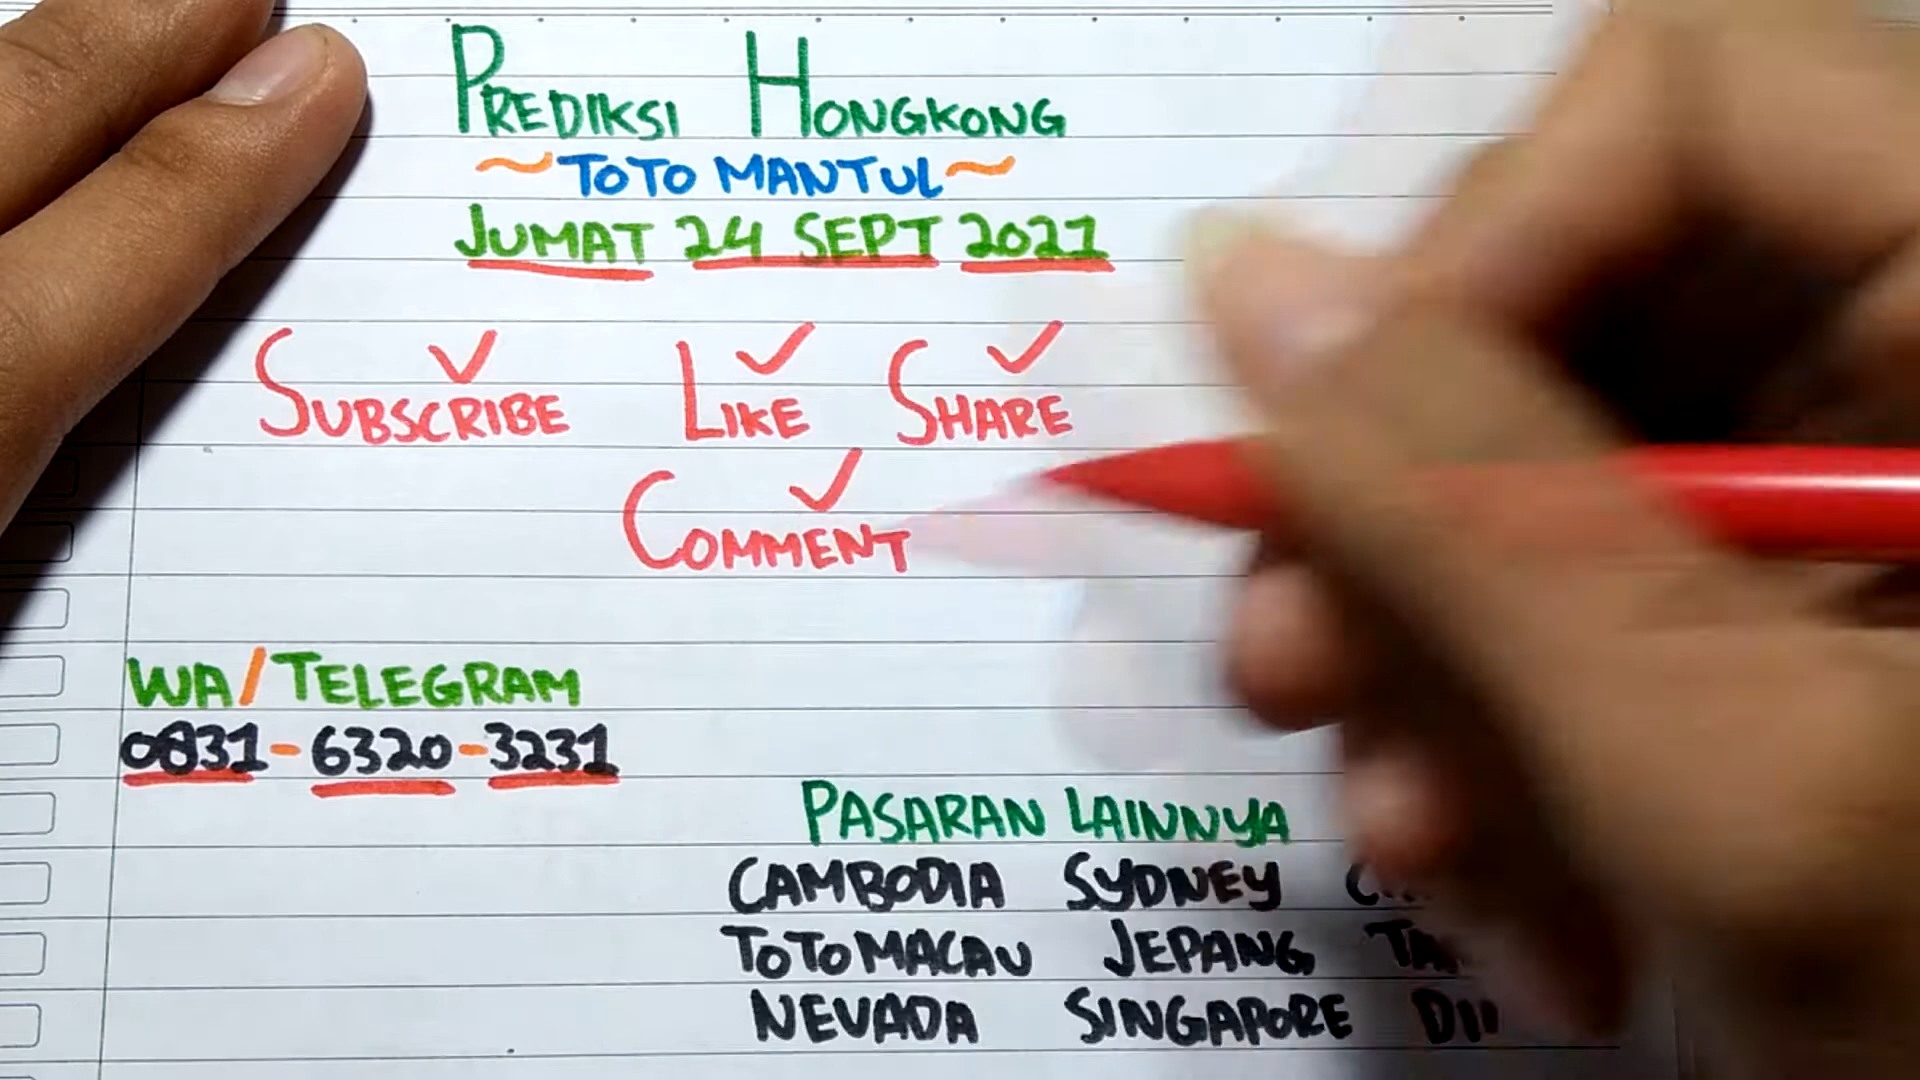 PREDIKSI HONGKONG
~TOTO MANTUL~
JUMAT 24 SEPT 2021
SUBSCRIBE LIKE SHARE
COMMENT
WA/TELEGRAM
0831-6320-3231
PASARAN LAINNYA
CAMBODIA SYDNEY
TOTOMACAU JEPANG
NEVADA SINGAPORE